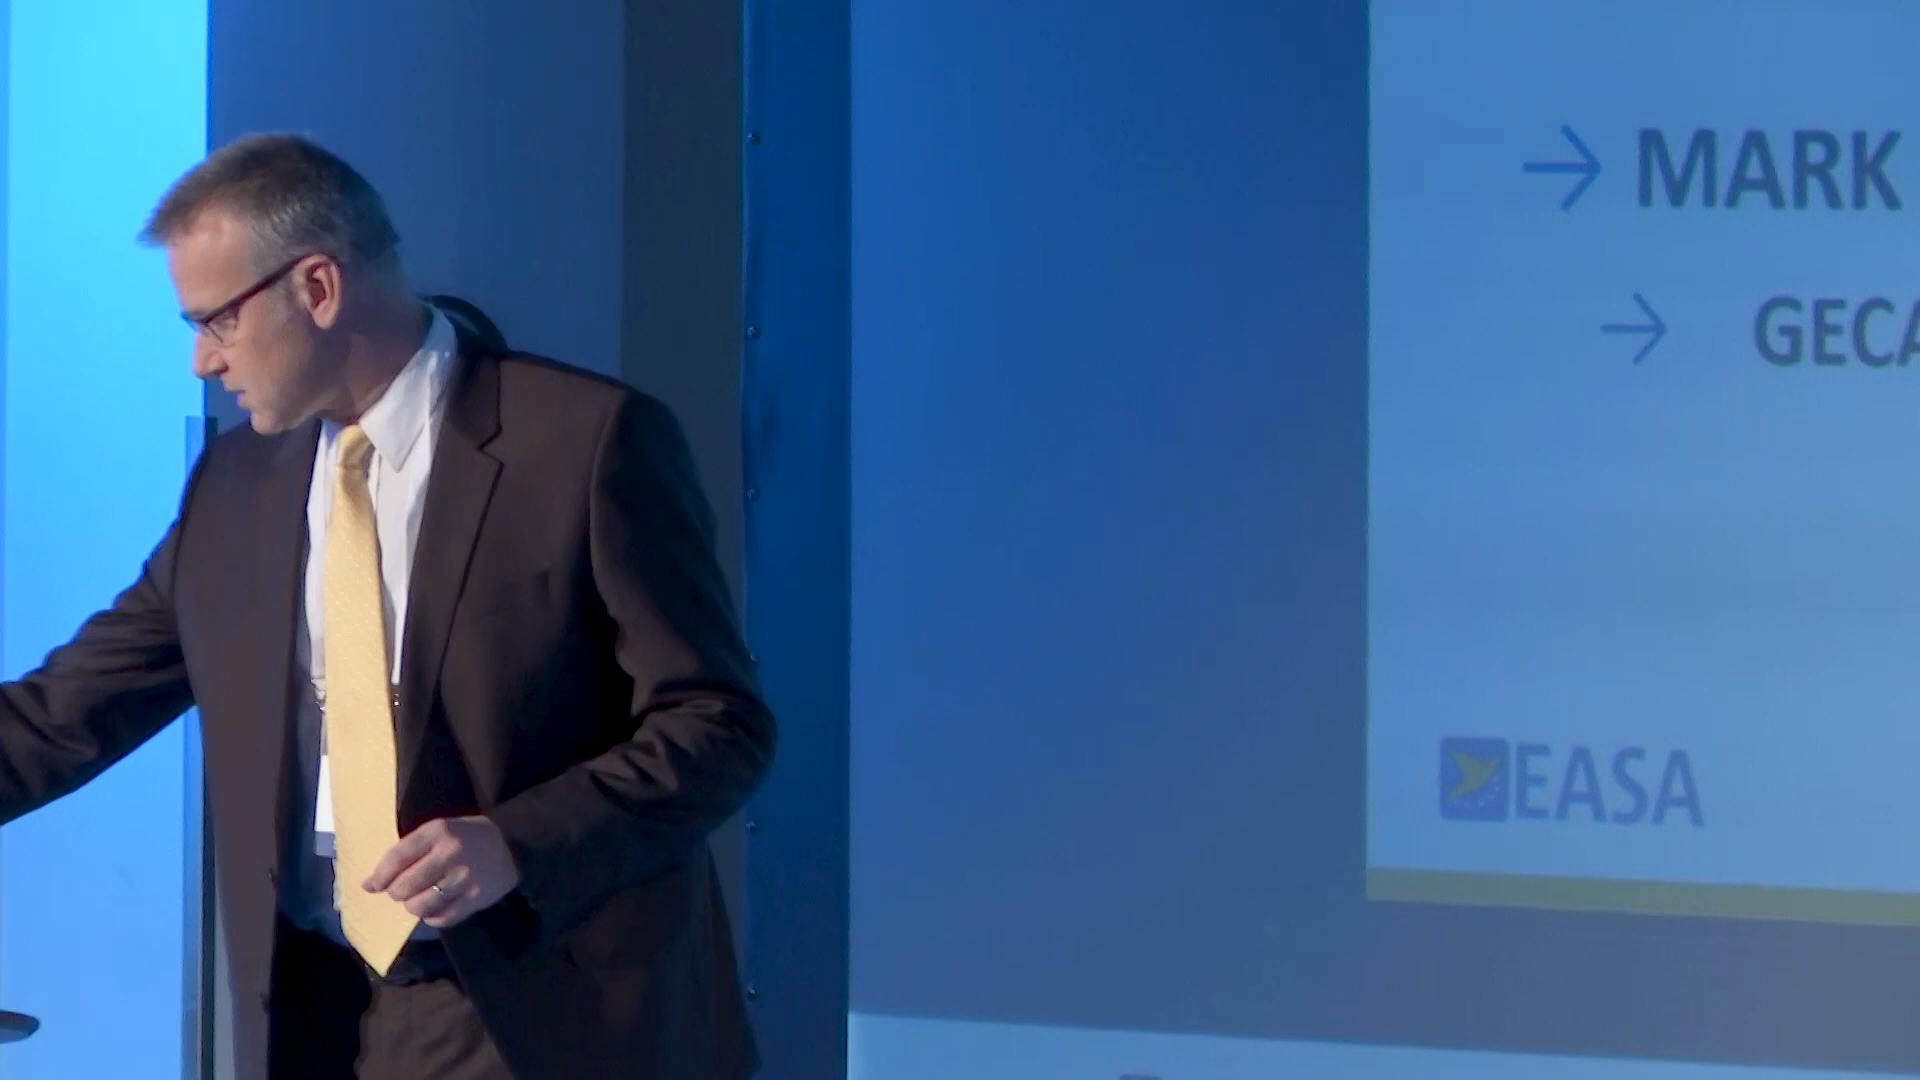 → MARK
→ GECA
EASA